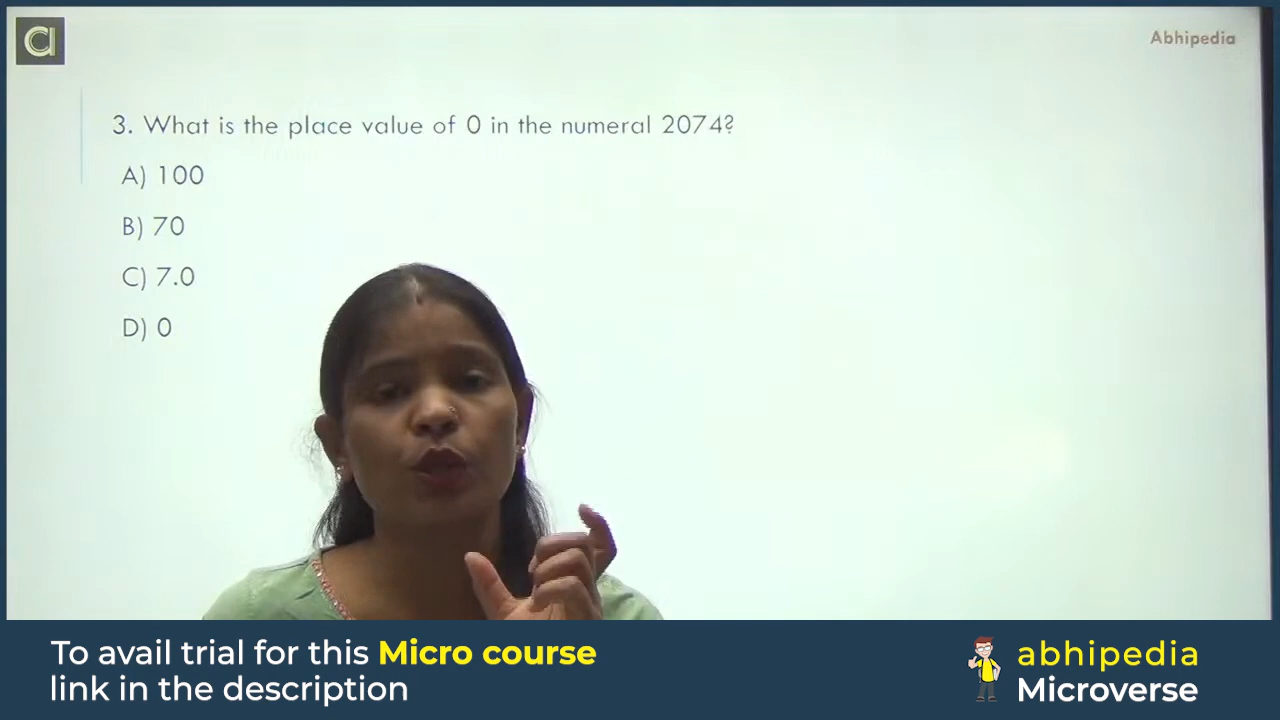 Abhipedia
3. What is the place value of 0 in the numeral 2074?
A) 100
B) 70
C) 7.0
D) 0
To avail trial for this Micro course
link in the description
abhipedia
Microverse